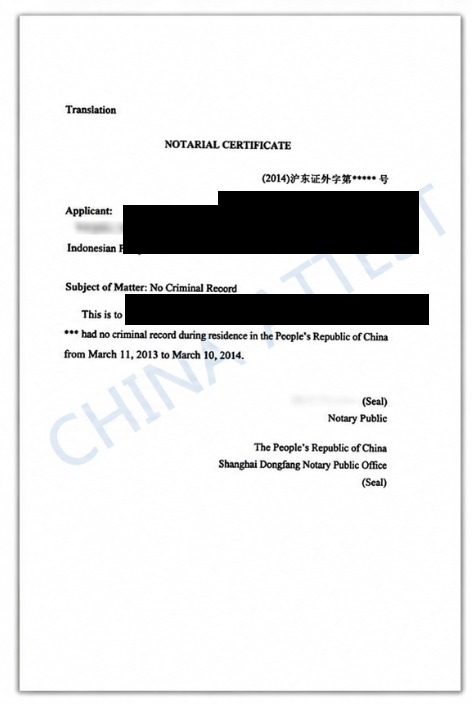 Translation
NOTARIAL CERTIFICATE
(2014)沪东证外字第***** 号
Applicant:
Indonesian
Subject of Matter: No Criminal Record
This is to
*** had no criminal record during residence in the People's Republic of China
from March 11, 2013 to March 10, 2014.
(Seal)
Notary Public
The People's Republic of China
Shanghai Dongfang Notary Public Office
(Seal)
CHINA ATTEST